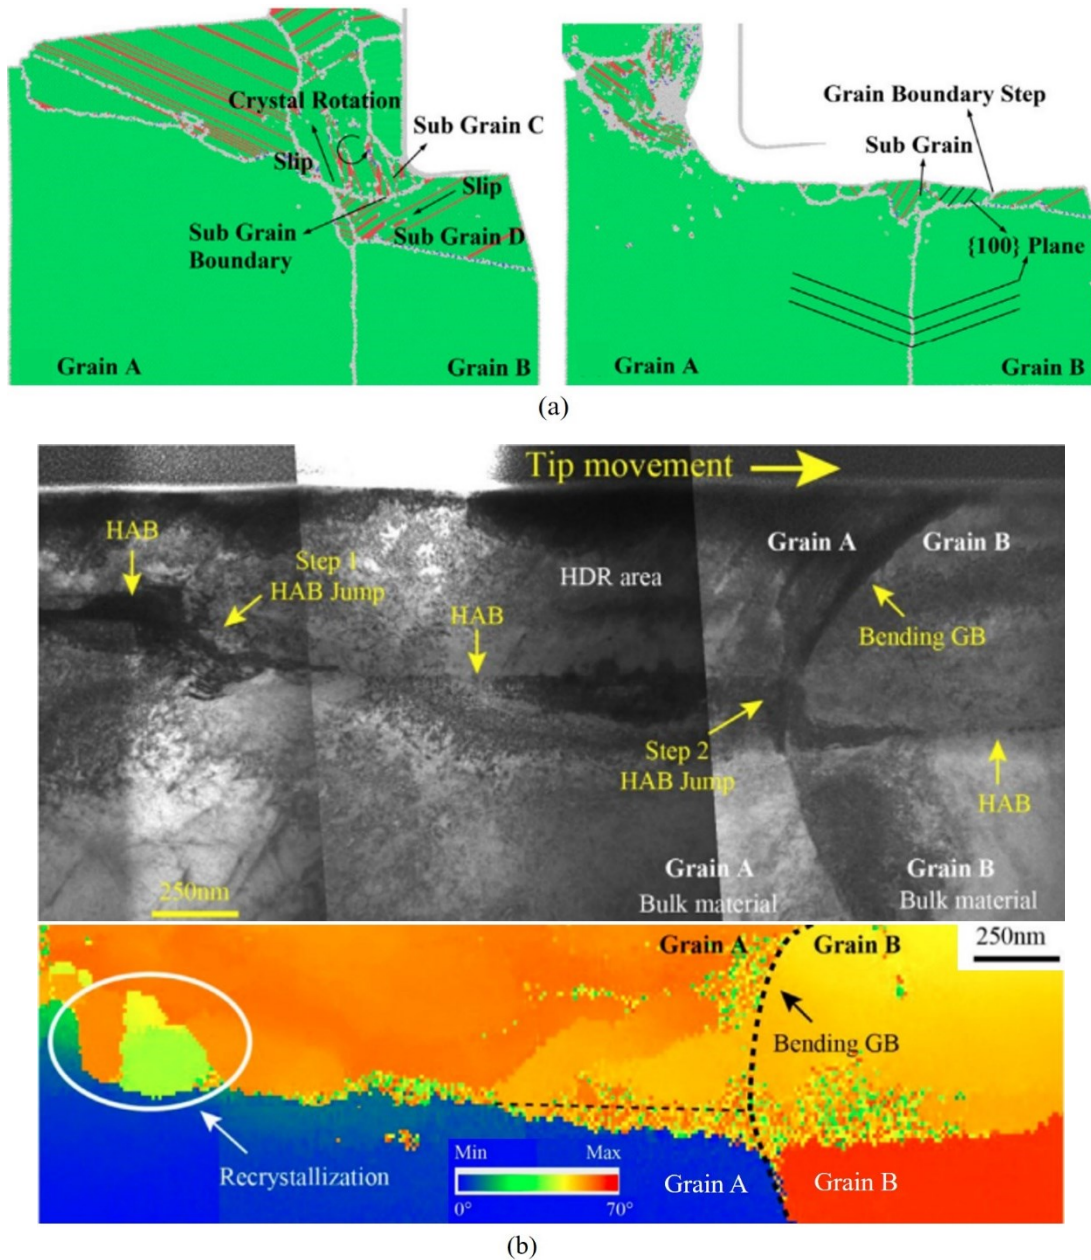 Crystal Rotation
Sub Grain C
Slip
Slip
Sub Grain
Boundary
Sub Grain D
Grain A
Grain B
Grain Boundary Step
Sub Grain
{100} Plane
Grain A
Grain B
(a)
Tip movement
HAB
Step 1
HAB Jump
HAB
HDR area
Grain A
Grain B
Bending GB
Step 2
HAB Jump
HAB
250nm
Grain A
Bulk material
Grain B
Bulk material
Grain A
Grain B
250nm
Bending GB
Recrystallization
Min
Max
0°
70°
Grain A
Grain B
(b)